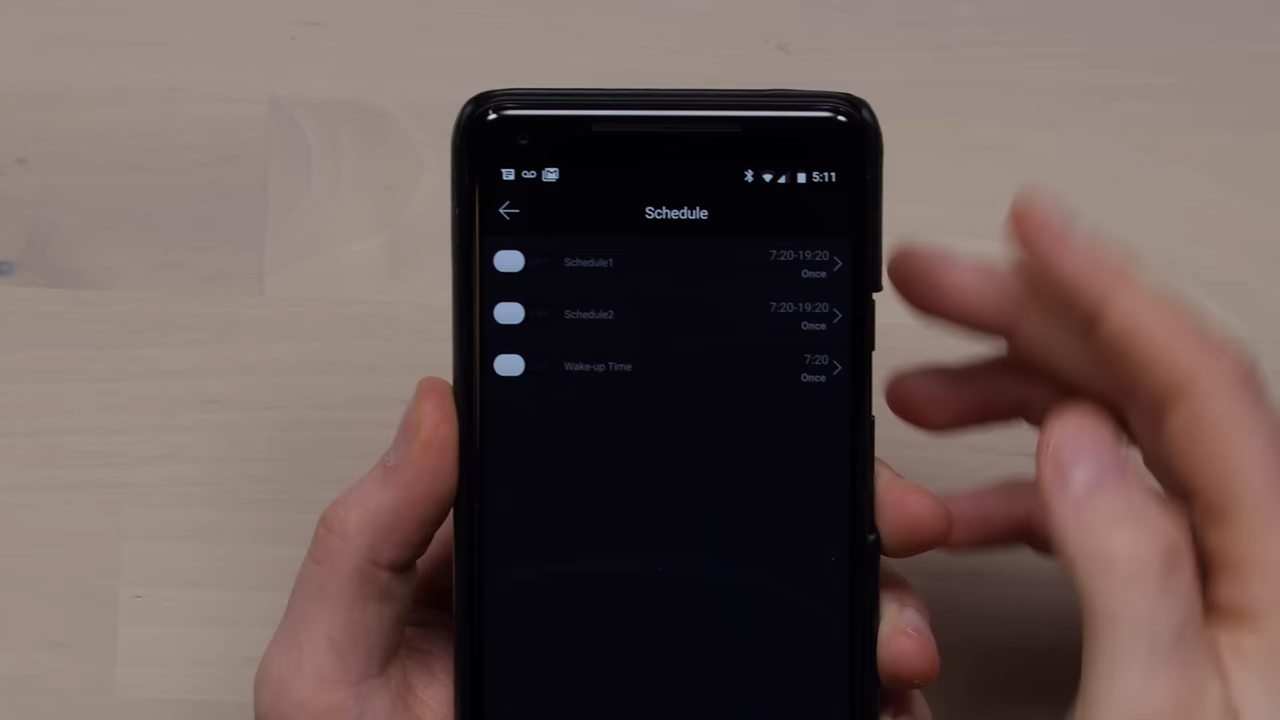 5:11
Schedule
Schedule1 7:20-19:20
Once
Schedule2 7:20-19:20
Once
Wake-up Time 7:20
Once